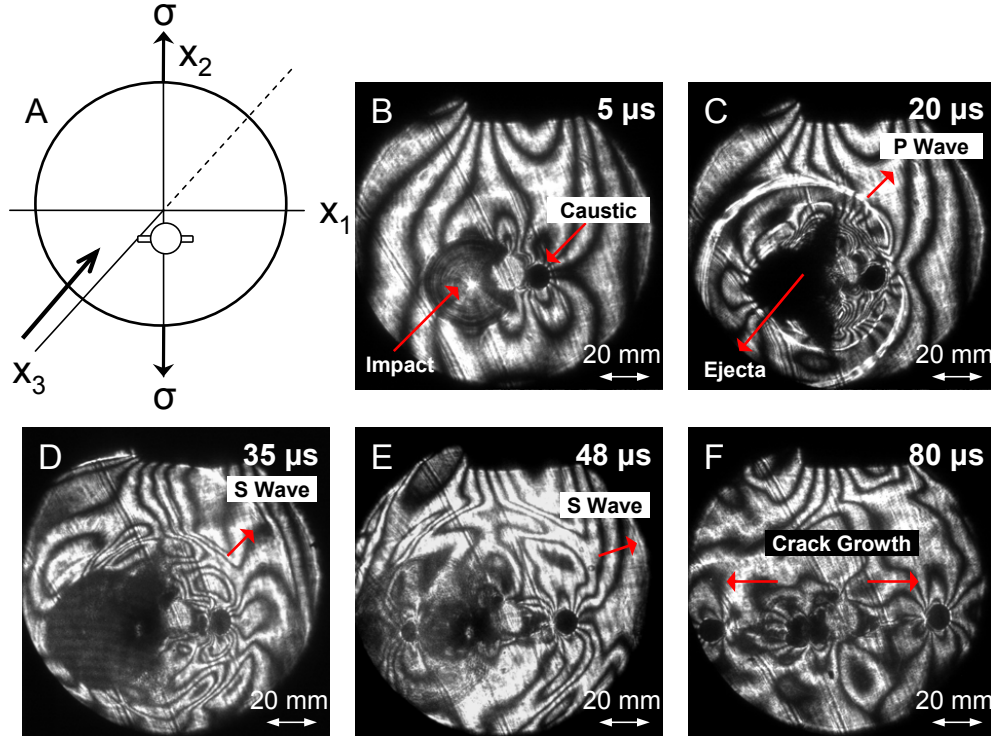 σ
x₂
A
x₁
x₃
σ
B
5 µs
Caustic
Impact
20 mm
C
20 µs
P Wave
Ejecta
20 mm
D
35 µs
S Wave
20 mm
E
48 µs
S Wave
20 mm
F
80 µs
Crack Growth
20 mm